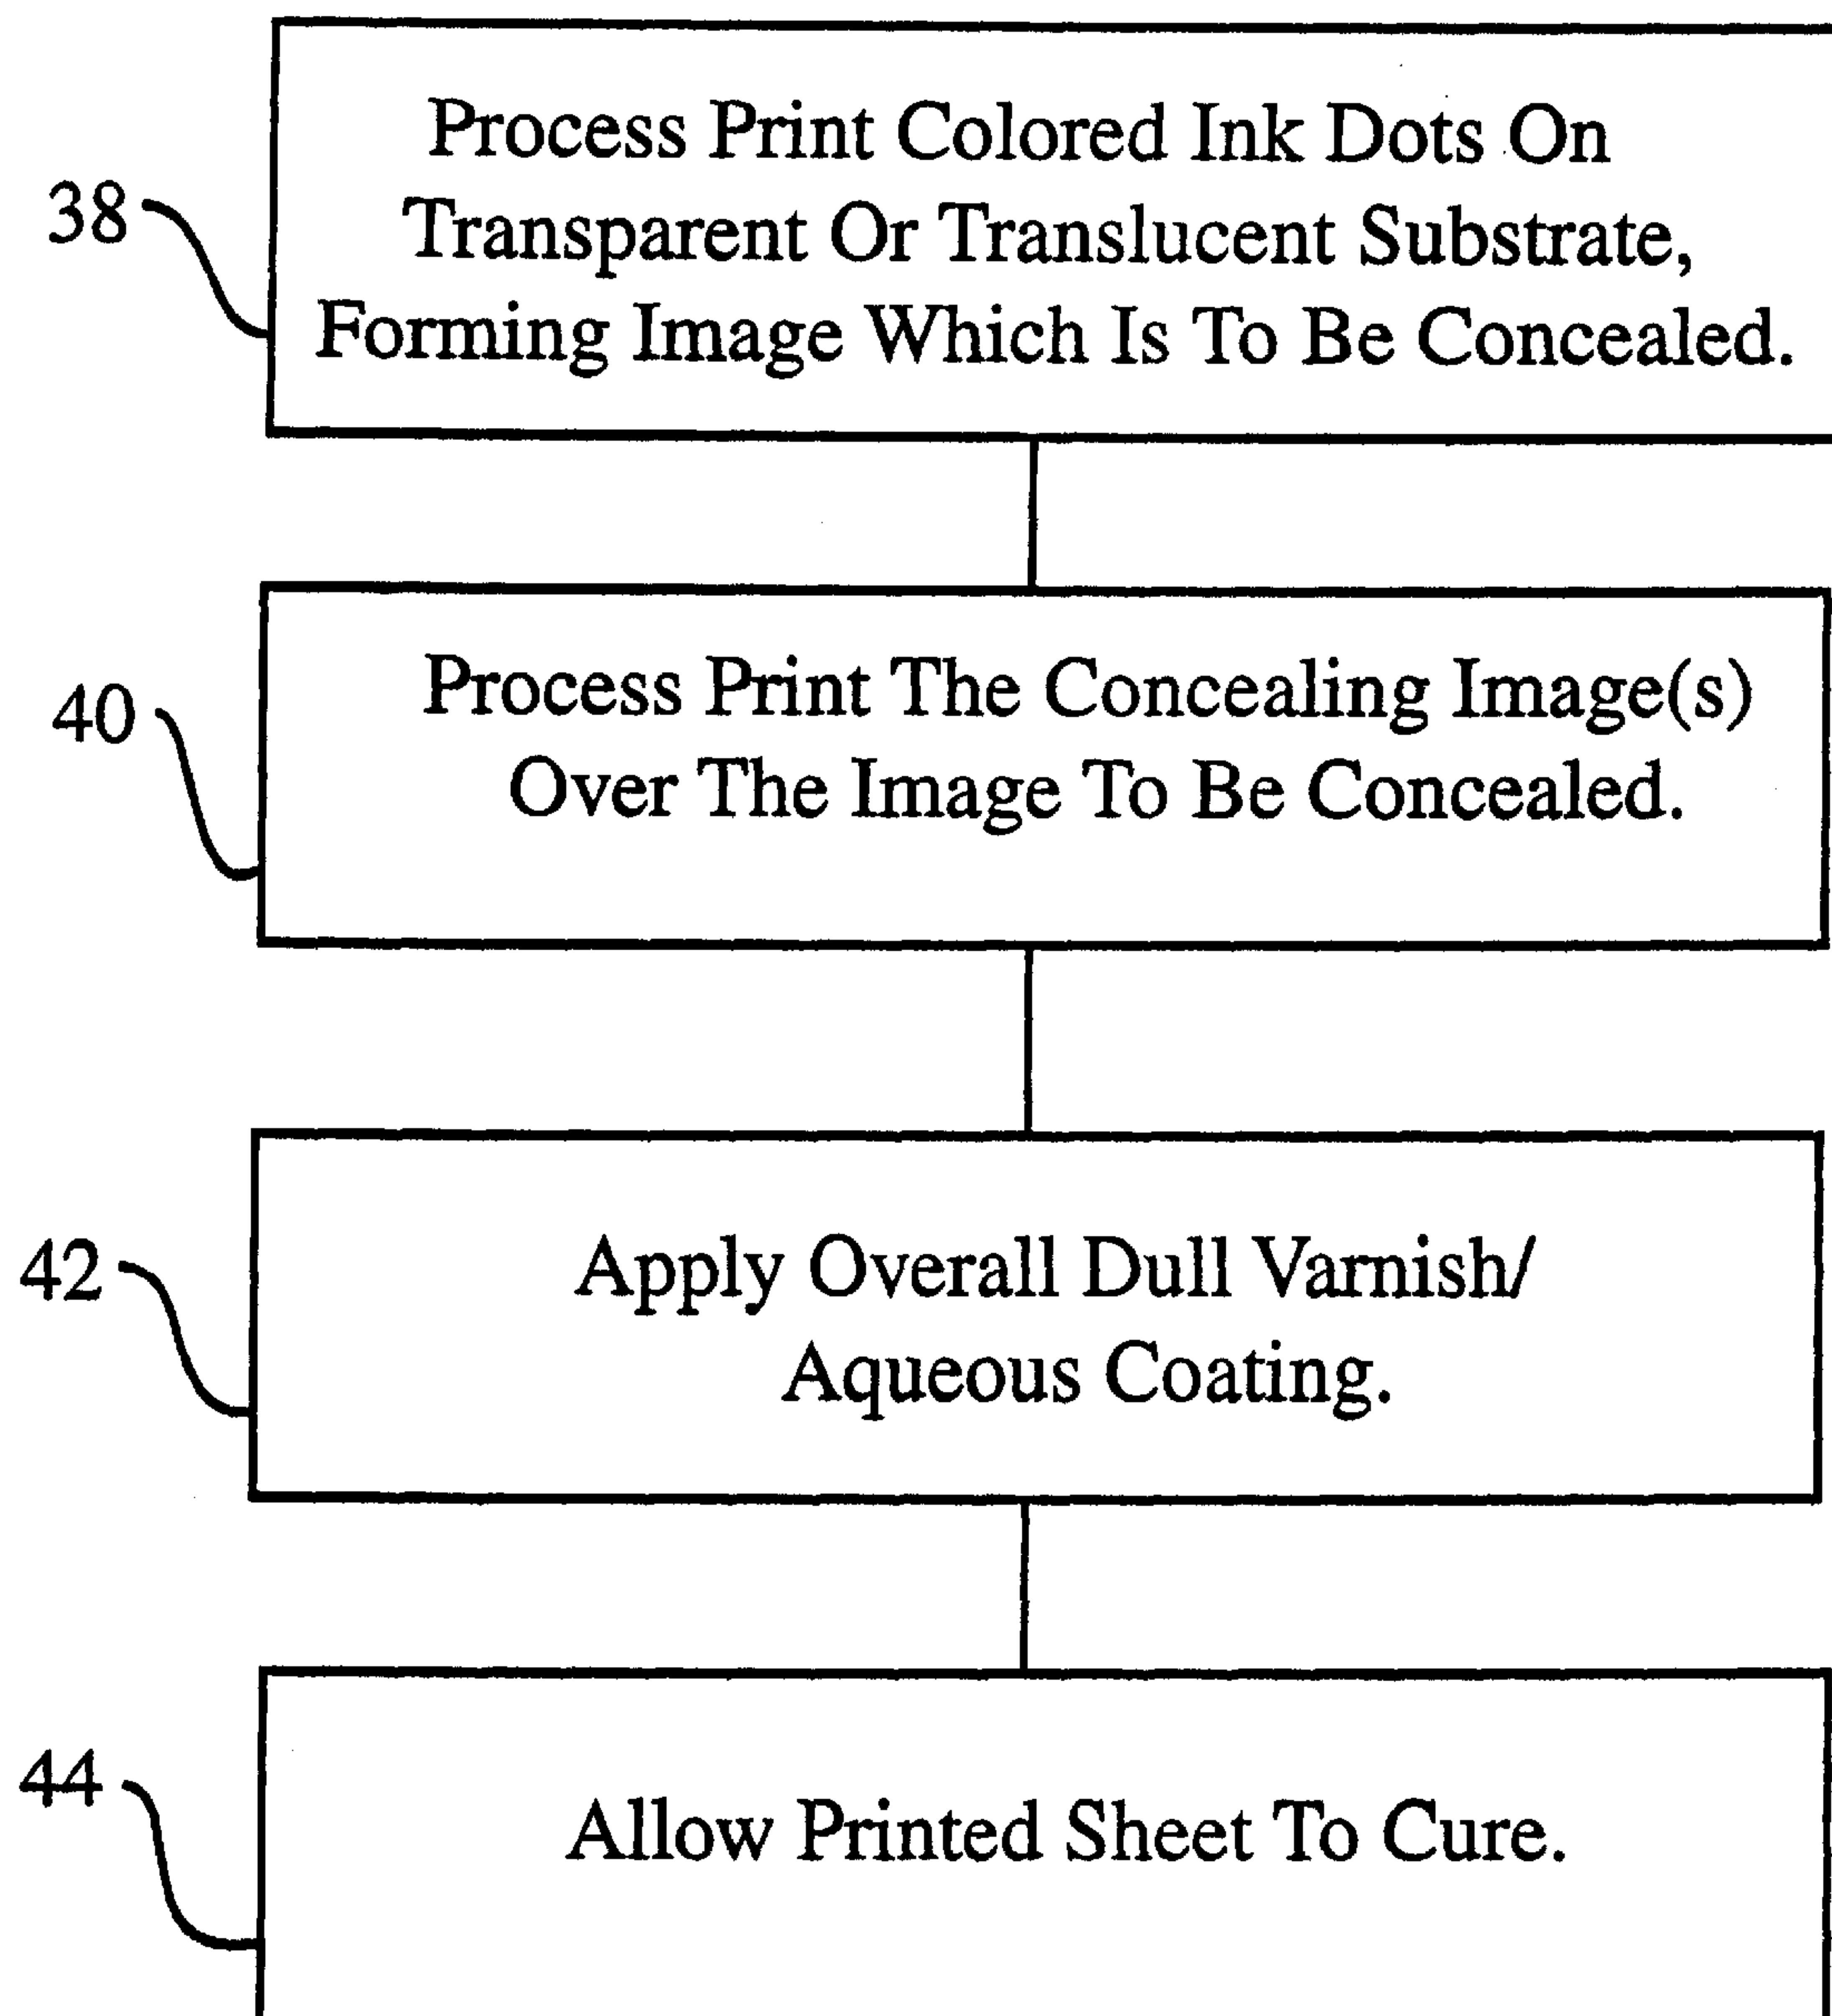 Process Print Colored Ink Dots On
Transparent Or Translucent Substrate,
38
Forming Image Which Is To Be Concealed.
Process Print The Concealing Image(s)
40
Over The Image To Be Concealed.
42
Apply Overall Dull Varnish/
Aqueous Coating.
44
Allow Printed Sheet To Cure.